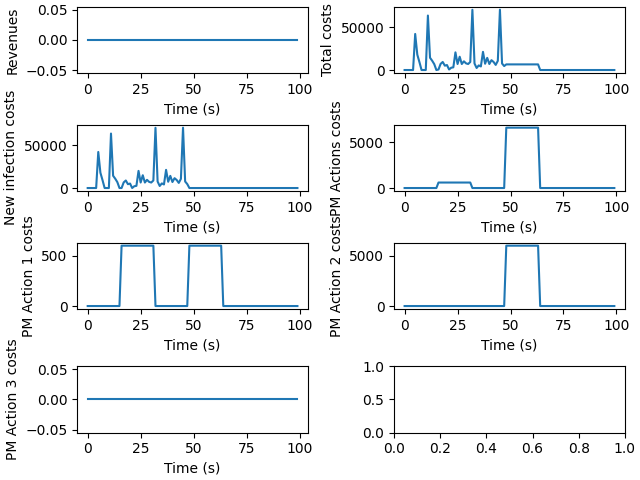 Revenues
0.05
0.00
−0.05
0 25 50 75 100
Time (s)
Total costs
50000
0
0 25 50 75 100
Time (s)
New infection costs
50000
0
0 25 50 75 100
Time (s)
PM Actions costs
5000
0
0 25 50 75 100
Time (s)
PM Action 1 costs
500
0
0 25 50 75 100
Time (s)
PM Action 2 costs
5000
0
0 25 50 75 100
Time (s)
PM Action 3 costs
0.05
0.00
−0.05
0 25 50 75 100
Time (s)
1.0
0.5
0.0
0.0 0.2 0.4 0.6 0.8 1.0